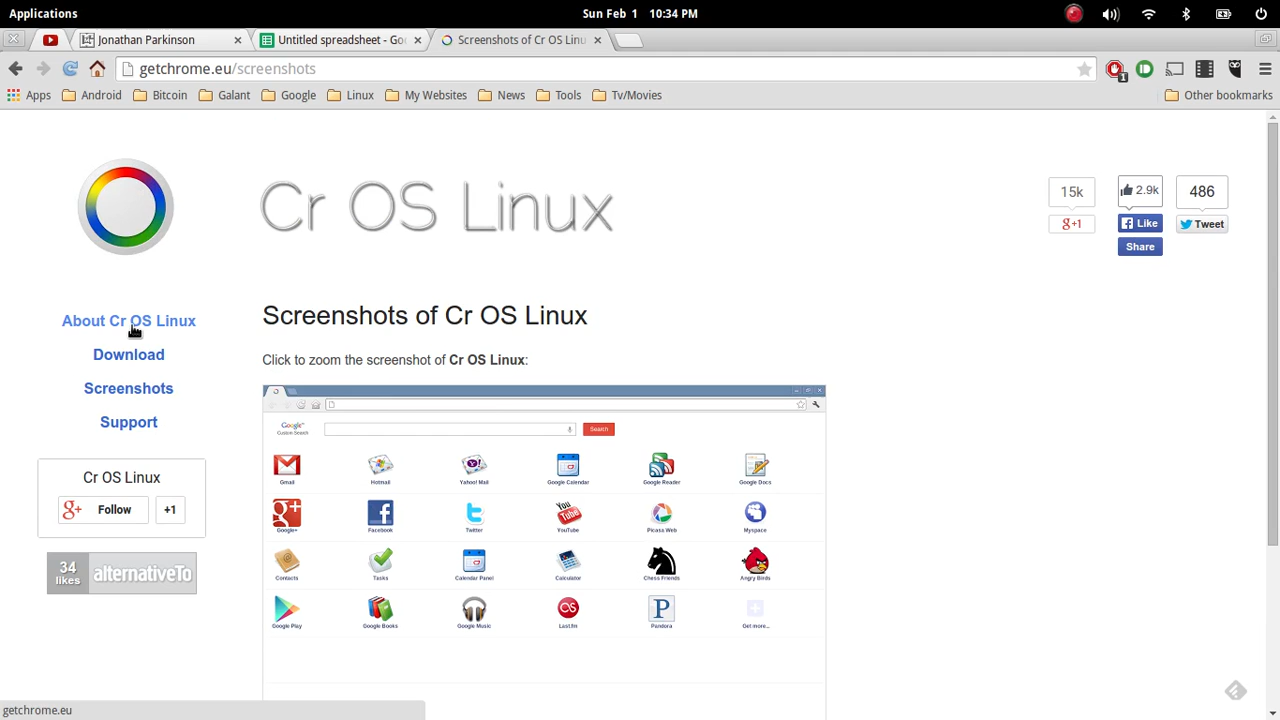 Applications
Sun Feb 1 10:34 PM
Jonathan Parkinson
Untitled spreadsheet - Go
Screenshots of Cr OS Linu
getchrome.eu/screenshots
1
Apps Android Bitcoin Galant Google Linux My Websites News Tools Tv/Movies Other bookmarks
Cr OS Linux
15k
2.9k
486
g+1
Like
Tweet
Share
About Cr OS Linux
Download
Screenshots
Support
Cr OS Linux
g+ Follow +1
34 likes
alternativeTo
Screenshots of Cr OS Linux
Click to zoom the screenshot of Cr OS Linux:
Google
Custom Search
Search
Gmail Hotmail Yahoo! Mail Google Calendar Google Reader Google Docs
Google+ Facebook Twitter YouTube Picasa Web Myspace
Contacts Tasks Calendar Panel Calculator Chess Friends Angry Birds
Google Play Google Books Google Music Last.fm Pandora Get more...
getchrome.eu